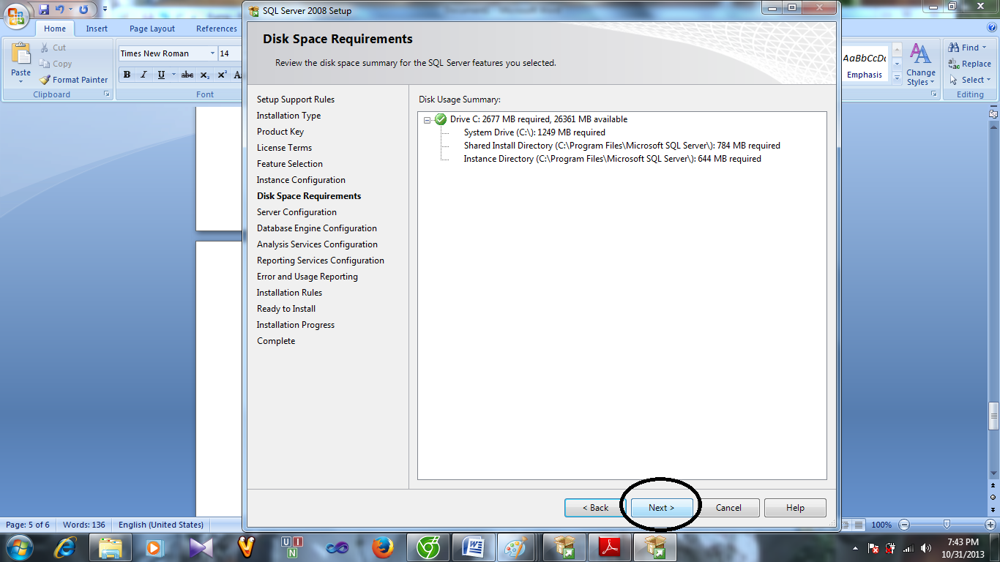 SQL Server 2008 Setup
Home Insert Page Layout References
Cut
Copy
Format Painter
Paste
Clipboard
Times New Roman 14
B I U abc X₂ X² A
Font
AaBbCcDc
Emphasis
Change Styles
Find
Replace
Select
Editing
Disk Space Requirements
Review the disk space summary for the SQL Server features you selected.
Setup Support Rules
Installation Type
Product Key
License Terms
Feature Selection
Instance Configuration
Disk Space Requirements
Server Configuration
Database Engine Configuration
Analysis Services Configuration
Reporting Services Configuration
Error and Usage Reporting
Installation Rules
Ready to Install
Installation Progress
Complete
Disk Usage Summary:
Drive C: 2677 MB required, 26361 MB available
System Drive (C:\): 1249 MB required
Shared Install Directory (C:\Program Files\Microsoft SQL Server\): 784 MB required
Instance Directory (C:\Program Files\Microsoft SQL Server\): 644 MB required
< Back Next > Cancel Help
Page: 5 of 6 Words: 136 English (United States) 100%
U I N
7:43 PM
10/31/2013